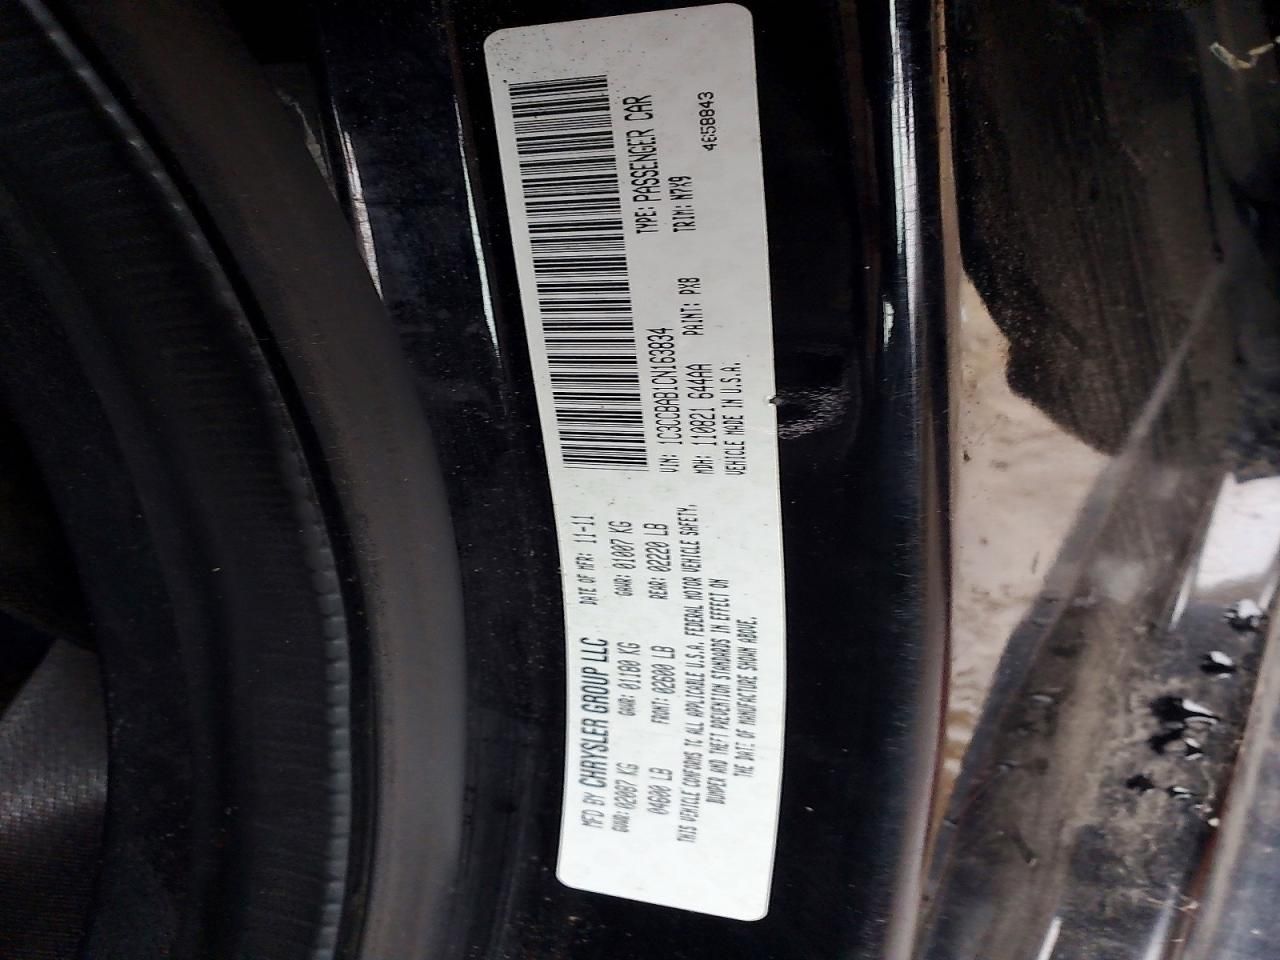 MFD BY CHRYSLER GROUP LLC DATE OF MFR: 11-11
GVWR: 02087 KG GAWR: 01180 KG GAWR: 01007 KG
04600 LB FRONT: 02600 LB REAR: 02220 LB
THIS VEHICLE CONFORMS TO ALL APPLICABLE U.S.A. FEDERAL MOTOR VEHICLE SAFETY,
BUMPER AND THEFT PREVENTION STANDARDS IN EFFECT ON
THE DATE OF MANUFACTURE SHOWN ABOVE.
VIN: 1C3CCBAB1CN163834 TYPE: PASSENGER CAR
MDH: 110821 644AA PAINT: PX8 TRIM: M7X9
VEHICLE MADE IN U.S.A. 46158843